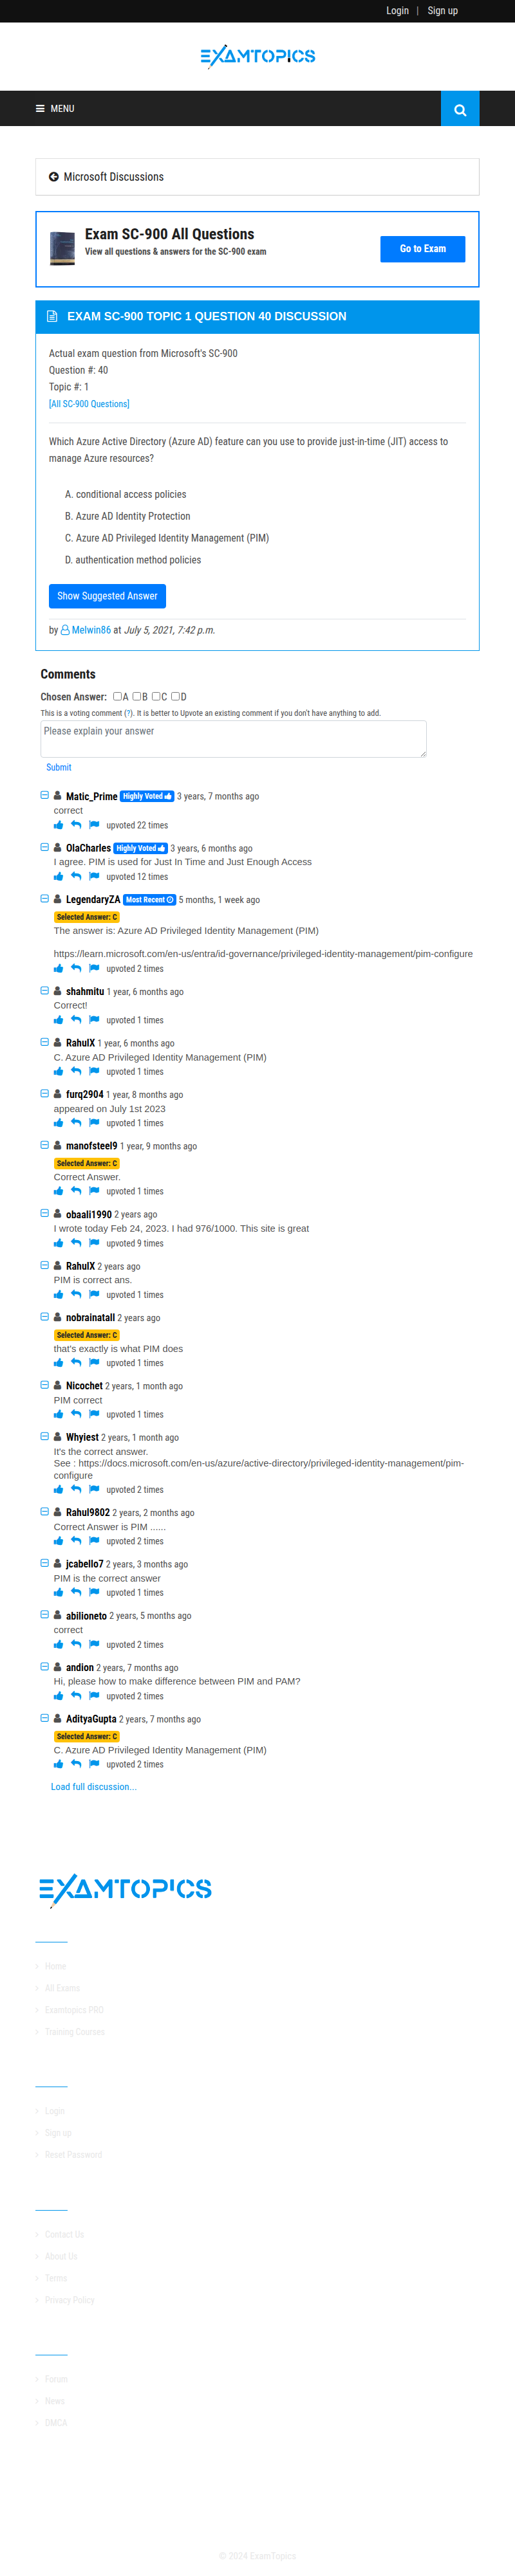 Login | Sign up
EXAMTOPICS
MENU
Microsoft Discussions
Exam SC-900 All Questions
View all questions & answers for the SC-900 exam
Go to Exam
EXAM SC-900 TOPIC 1 QUESTION 40 DISCUSSION
Actual exam question from Microsoft's SC-900
Question #: 40
Topic #: 1
[All SC-900 Questions]
Which Azure Active Directory (Azure AD) feature can you use to provide just-in-time (JIT) access to
manage Azure resources?
A. conditional access policies
B. Azure AD Identity Protection
C. Azure AD Privileged Identity Management (PIM)
D. authentication method policies
Show Suggested Answer
by Melwin86 at July 5, 2021, 7:42 p.m.
Comments
Chosen Answer: A B C D
This is a voting comment (?). It is better to Upvote an existing comment if you don't have anything to add.
Please explain your answer
Submit
Matic_Prime Highly Voted 3 years, 7 months ago
correct
upvoted 22 times
OlaCharles Highly Voted 3 years, 6 months ago
I agree. PIM is used for Just In Time and Just Enough Access
upvoted 12 times
LegendaryZA Most Recent 5 months, 1 week ago
Selected Answer: C
The answer is: Azure AD Privileged Identity Management (PIM)
https://learn.microsoft.com/en-us/entra/id-governance/privileged-identity-management/pim-configure
upvoted 2 times
shahmitu 1 year, 6 months ago
Correct!
upvoted 1 times
RahulX 1 year, 6 months ago
C. Azure AD Privileged Identity Management (PIM)
upvoted 1 times
furq2904 1 year, 8 months ago
appeared on July 1st 2023
upvoted 1 times
manofsteel9 1 year, 9 months ago
Selected Answer: C
Correct Answer.
upvoted 1 times
obaali1990 2 years ago
I wrote today Feb 24, 2023. I had 976/1000. This site is great
upvoted 9 times
RahulX 2 years ago
PIM is correct ans.
upvoted 1 times
nobrainatall 2 years ago
Selected Answer: C
that's exactly is what PIM does
upvoted 1 times
Nicochet 2 years, 1 month ago
PIM correct
upvoted 1 times
Whyiest 2 years, 1 month ago
It's the correct answer.
See : https://docs.microsoft.com/en-us/azure/active-directory/privileged-identity-management/pim-
configure
upvoted 2 times
Rahul9802 2 years, 2 months ago
Correct Answer is PIM ......
upvoted 2 times
jcabello7 2 years, 3 months ago
PIM is the correct answer
upvoted 1 times
abilioneto 2 years, 5 months ago
correct
upvoted 2 times
andion 2 years, 7 months ago
Hi, please how to make difference between PIM and PAM?
upvoted 2 times
AdityaGupta 2 years, 7 months ago
Selected Answer: C
C. Azure AD Privileged Identity Management (PIM)
upvoted 2 times
Load full discussion...
EXAMTOPICS
Home
All Exams
Examtopics PRO
Training Courses
Login
Sign up
Reset Password
Contact Us
About Us
Terms
Privacy Policy
Forum
News
DMCA
© 2024 ExamTopics